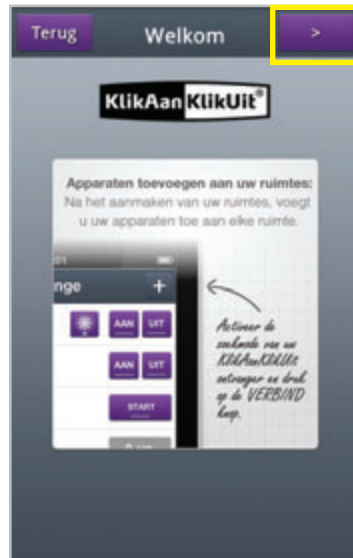 Terug Welkom >
KlikAanKlikUit®
Apparaten toevoegen aan uw ruimtes:
Na het aanmaken van uw ruimtes, voegt
u uw apparaten toe aan elke ruimte.
nge +
AAN UIT
AAN UIT
START
Activeer de
zoekmode van uw
KlikAanKlikUit
ontvanger en druk
op de VERBIND
knop.